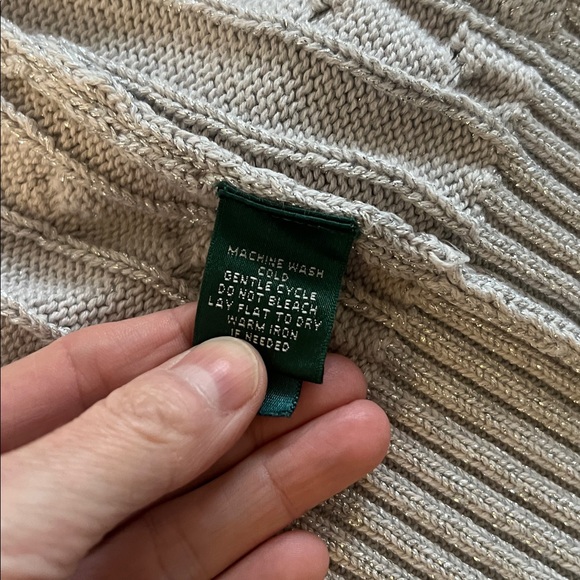 MACHINE WASH
COLD
GENTLE CYCLE
DO NOT BLEACH
LAY FLAT TO DRY
WARM IRON
IF NEEDED